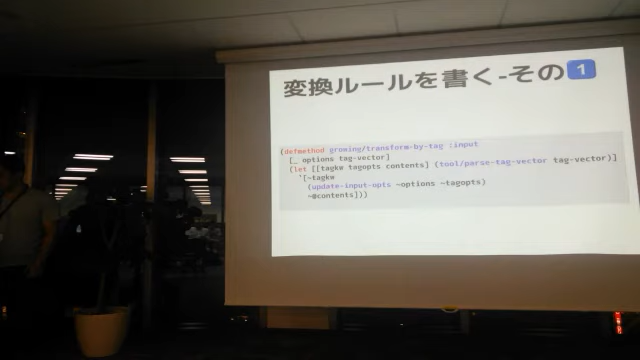 変換ルールを書く-その1
(defmethod growing/transform-by-tag :input
[_ options tag-vector]
(let [[tagkw tagopts contents] (tool/parse-tag-vector tag-vector)]
`[~tagkw
(update-input-opts ~options ~tagopts)
~@contents]))